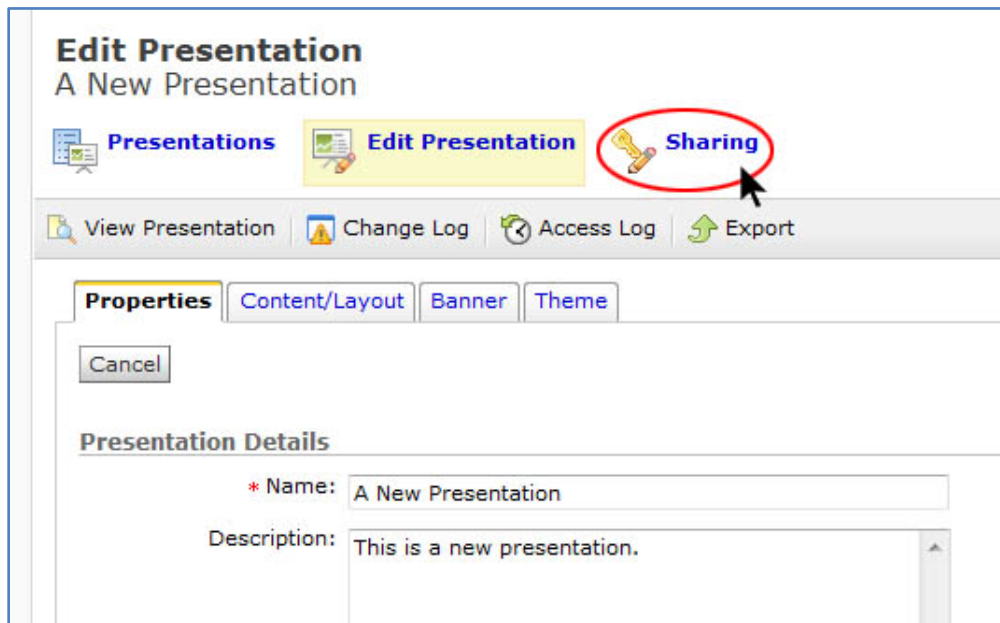 Edit Presentation
A New Presentation
Presentations Edit Presentation Sharing
View Presentation Change Log Access Log Export
Properties Content/Layout Banner Theme
Cancel
Presentation Details
* Name: A New Presentation
Description: This is a new presentation.